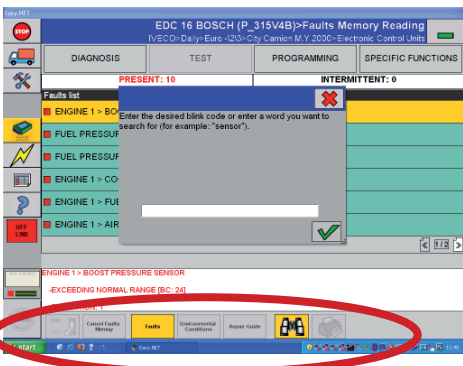 Easy.NET
EDC 16 BOSCH (P_315V4B)>Faults Memory Reading
IVECO>Daily>Euro -\2\3>City Camion M.Y.2000>Electronic Control Units
STOP
DIAGNOSIS
TEST
PROGRAMMING
SPECIFIC FUNCTIONS
PRESENT: 10
INTERMITTENT: 0
Faults list
ENGINE 1 > BO
FUEL PRESSUR
FUEL PRESSUR
ENGINE 1 > CO
ENGINE 1 > FUE
ENGINE 1 > AIR
Enter the desired blink code or enter a word you want to
search for (for example: "sensor").
OFF
LINE
1/2
ENGINE 1 > BOOST PRESSURE SENSOR
-EXCEEDING NORMAL RANGE [BC: 24]
Cancel Faults
Memory
Faults
Environmental
Conditions
Repair Guide
start
Easy.NET
11:40